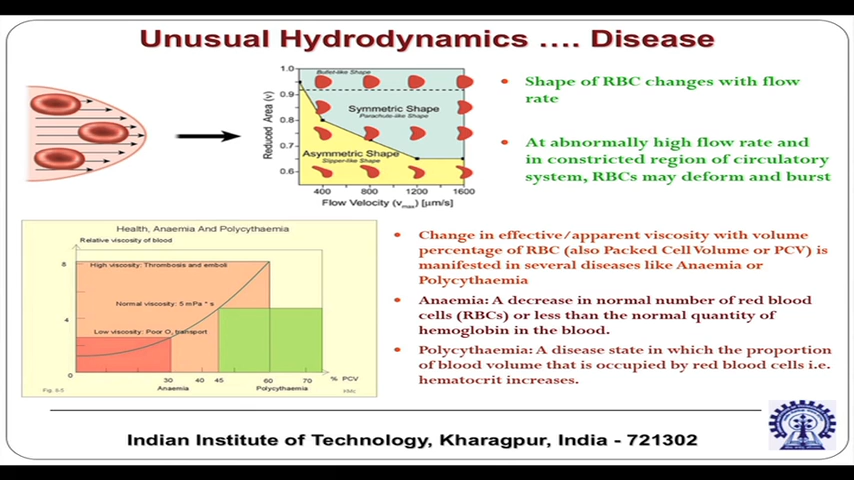 Unusual Hydrodynamics .... Disease
1.0
0.9
0.8
0.7
0.6
Reduced Area (ν)
Bullet-like Shape
Symmetric Shape
Parachute-like Shape
Asymmetric Shape
Slipper-like Shape
400 800 1200 1600
Flow Velocity (vmax) [μm/s]
• Shape of RBC changes with flow
rate
• At abnormally high flow rate and
in constricted region of circulatory
system, RBCs may deform and burst
Health, Anaemia And Polycythaemia
Relative viscosity of blood
8
High viscosity: Thrombosis and emboli
Normal viscosity: 5 mPa * s
4
Low viscosity: Poor O2 transport
0
30 40 45 60 70 % PCV
Anaemia Polycythaemia
Fig. 8-5
• Change in effective/apparent viscosity with volume
percentage of RBC (also Packed Cell Volume or PCV) is
manifested in several diseases like Anaemia or
Polycythaemia
• Anaemia: A decrease in normal number of red blood
cells (RBCs) or less than the normal quantity of
hemoglobin in the blood.
• Polycythaemia: A disease state in which the proportion
of blood volume that is occupied by red blood cells i.e.
hematocrit increases.
Indian Institute of Technology, Kharagpur, India - 721302